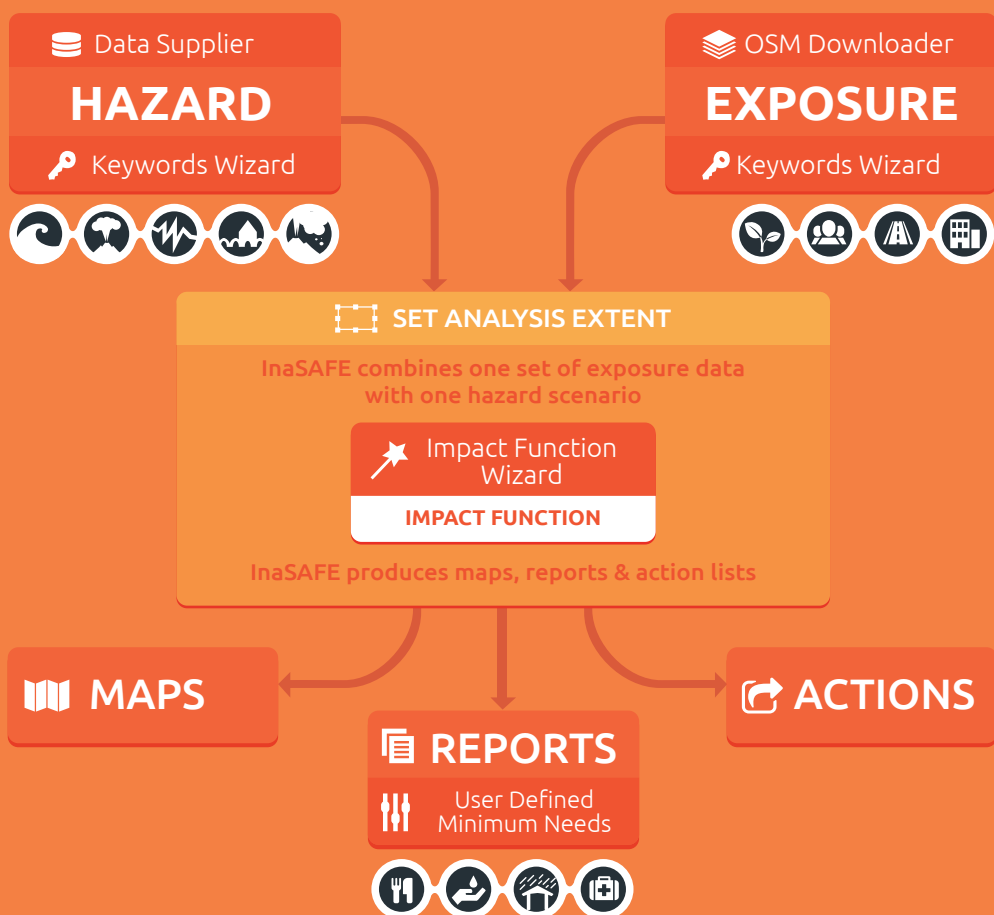 Data Supplier
HAZARD
Keywords Wizard
OSM Downloader
EXPOSURE
Keywords Wizard
SET ANALYSIS EXTENT
InaSAFE combines one set of exposure data
with one hazard scenario
Impact Function
Wizard
IMPACT FUNCTION
InaSAFE produces maps, reports & action lists
MAPS
REPORTS
User Defined
Minimum Needs
ACTIONS